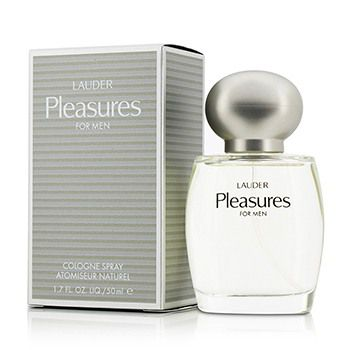 LAUDER
Pleasures
FOR MEN
COLOGNE SPRAY
ATOMISEUR NATUREL
1.7 FL. OZ. LIQ./50ml ℮
LAUDER
Pleasures
FOR MEN